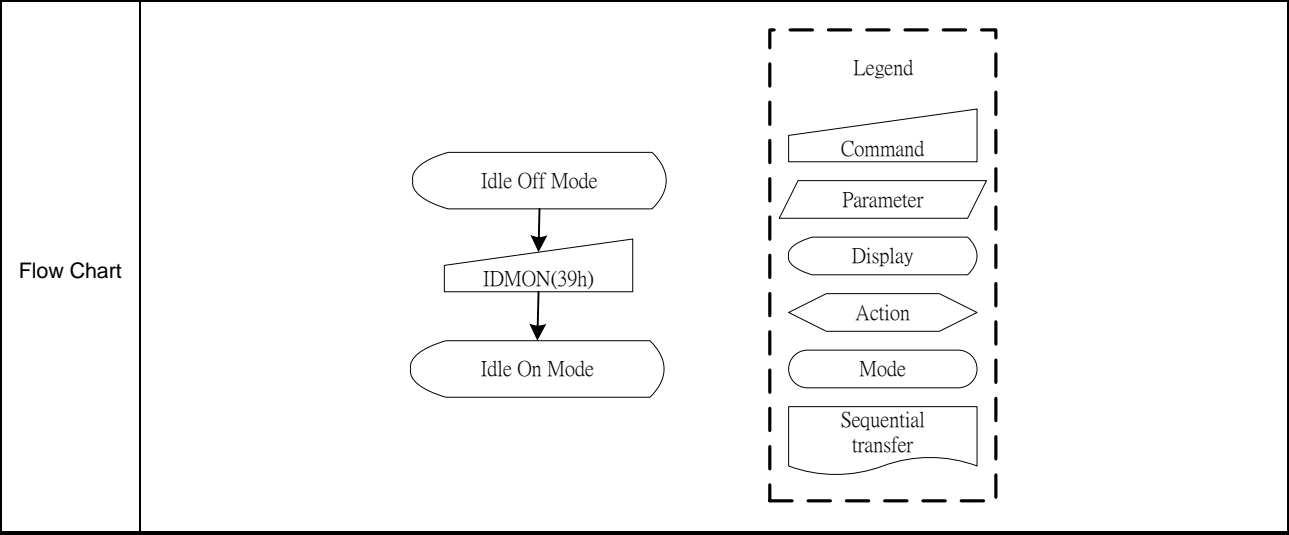 Flow Chart
Idle Off Mode
IDMON(39h)
Idle On Mode
Legend
Command
Parameter
Display
Action
Mode
Sequential
transfer